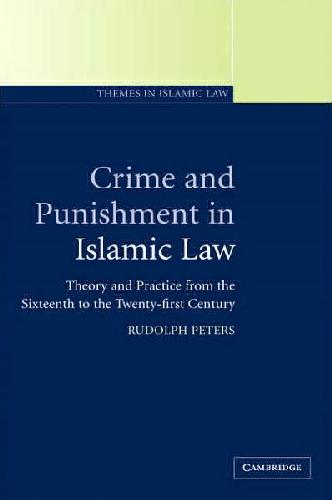 THEMES IN ISLAMIC LAW
Crime and
Punishment in
Islamic Law
Theory and Practice from the
Sixteenth to the Twenty-first Century
RUDOLPH PETERS
CAMBRIDGE